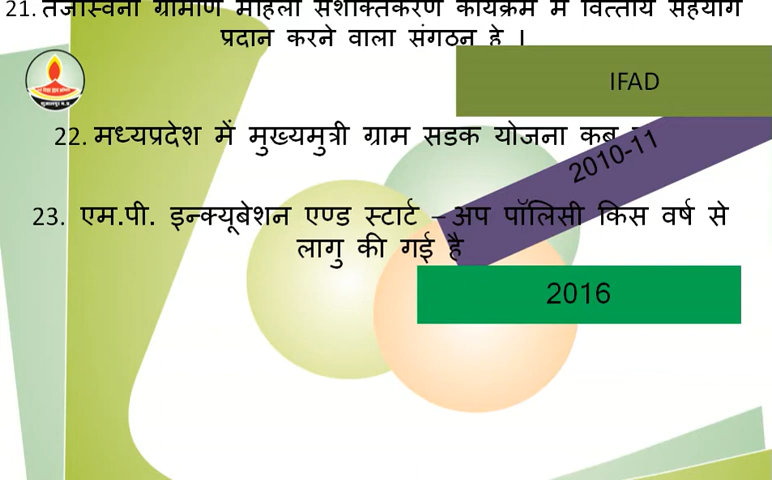 21. तेजस्विनी ग्रामीण महिला सशक्तिकरण कार्यक्रम में वित्तीय सहयोग
प्रदान करने वाला संगठन हे ।
IFAD
22. मध्यप्रदेश में मुख्यमुत्री ग्राम सडक योजना कब
2010-11
23. एम.पी. इन्क्यूबेशन एण्ड स्टार्ट – अप पॉलिसी किस वर्ष से
लागु की गई है
2016